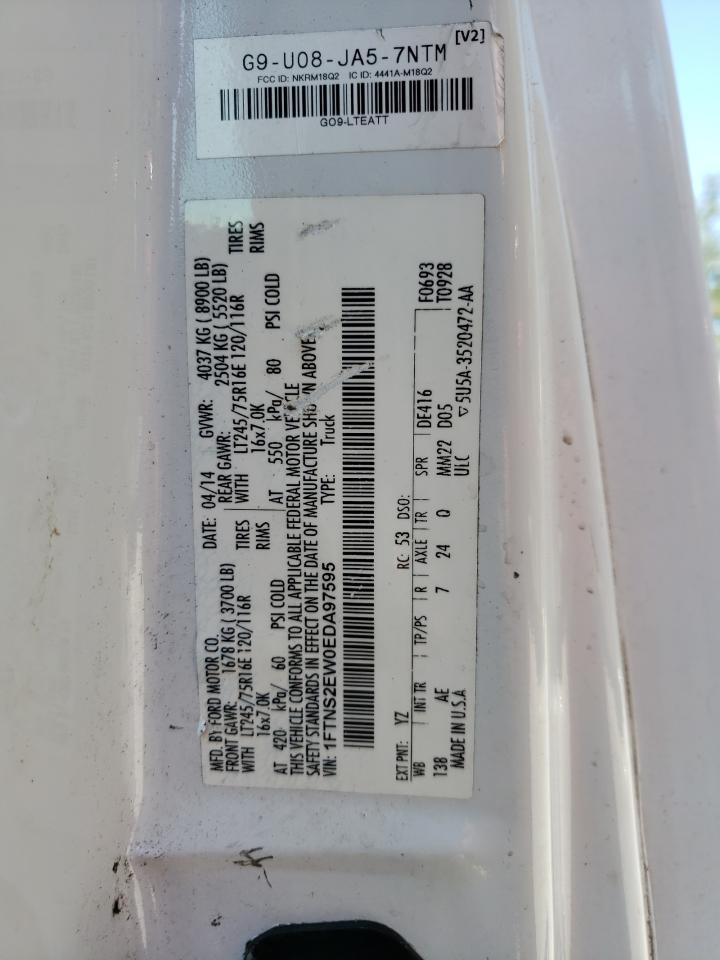 G9-U08-JA5-7NTM [V2]
FCC ID: NKRM18Q2 IC ID: 4441A-M18Q2
G09-LTEATT
MFD. BY FORD MOTOR CO.
DATE: 04/14 GVWR: 4037 KG ( 8900 LB)
FRONT GAWR: 1678 KG ( 3700 LB)
REAR GAWR: 2504 KG ( 5520 LB)
WITH LT245/75R16E 120/116R TIRES
WITH LT245/75R16E 120/116R TIRES
16x7.0K RIMS
16x7.0K RIMS
AT 420 kPa/ 60 PSI COLD
AT 550 kPa/ 80 PSI COLD
THIS VEHICLE CONFORMS TO ALL APPLICABLE FEDERAL MOTOR VEHICLE
SAFETY STANDARDS IN EFFECT ON THE DATE OF MANUFACTURE SHOWN ABOVE.
VIN: 1FTNS2EW0EDA97595
TYPE: Truck
EXT PNT: YZ RC: 53 DSO:
WB INT TR TP/PS R AXLE TR SPR DE416 F0693
138 AE 7 24 0 MM22 D05 T0928
MADE IN U.S.A ULC ▽5U5A-3520472-AA